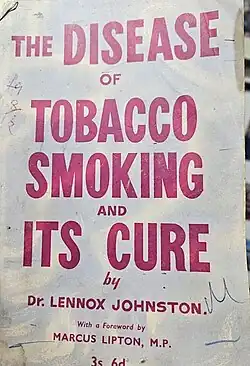 THE DISEASE
OF
TOBACCO
SMOKING
AND
ITS CURE
by
Dr. LENNOX JOHNSTON.
With a Foreword by
MARCUS LIPTON, M.P.
3s. 6d.